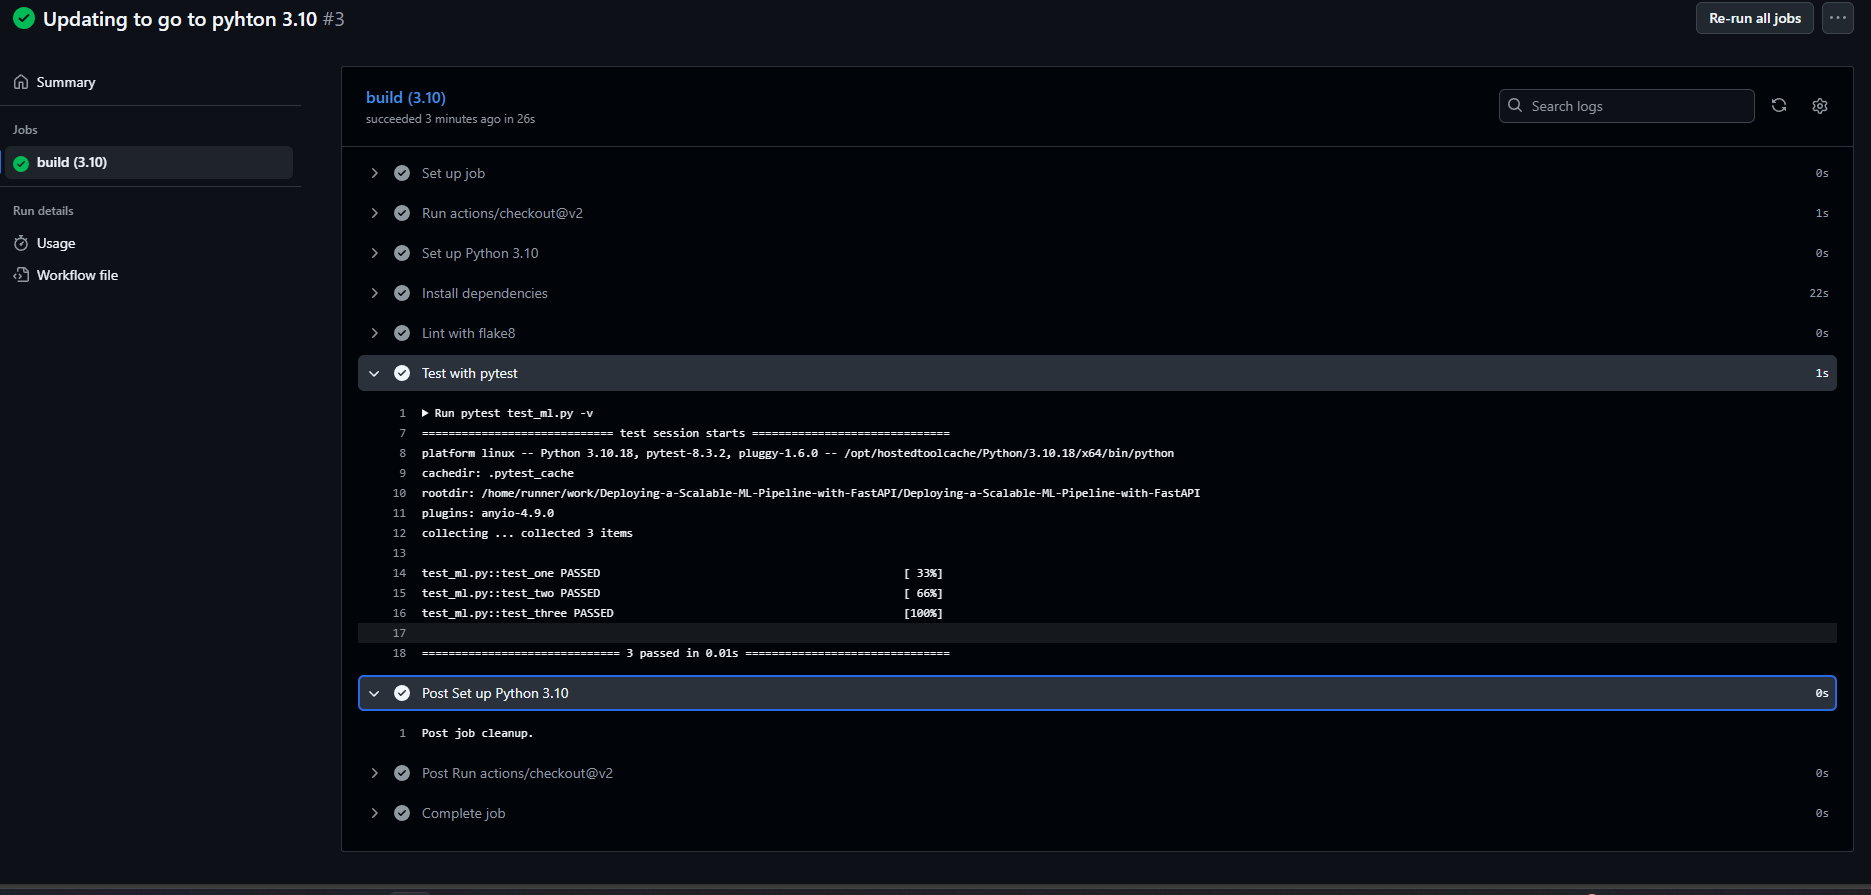 Updating to go to pyhton 3.10 #3
Re-run all jobs
Summary
Jobs
build (3.10)
Run details
Usage
Workflow file
build (3.10)
succeeded 3 minutes ago in 26s
Search logs
Set up job 0s
Run actions/checkout@v2 1s
Set up Python 3.10 0s
Install dependencies 22s
Lint with flake8 0s
Test with pytest 1s
1 Run pytest test_ml.py -v
7 ============================= test session starts ==============================
8 platform linux -- Python 3.10.18, pytest-8.3.2, pluggy-1.6.0 -- /opt/hostedtoolcache/Python/3.10.18/x64/bin/python
9 cachedir: .pytest_cache
10 rootdir: /home/runner/work/Deploying-a-Scalable-ML-Pipeline-with-FastAPI/Deploying-a-Scalable-ML-Pipeline-with-FastAPI
11 plugins: anyio-4.9.0
12 collecting ... collected 3 items
13
14 test_ml.py::test_one PASSED [ 33%]
15 test_ml.py::test_two PASSED [ 66%]
16 test_ml.py::test_three PASSED [100%]
17
18 ============================== 3 passed in 0.01s ===============================
Post Set up Python 3.10 0s
1 Post job cleanup.
Post Run actions/checkout@v2 0s
Complete job 0s